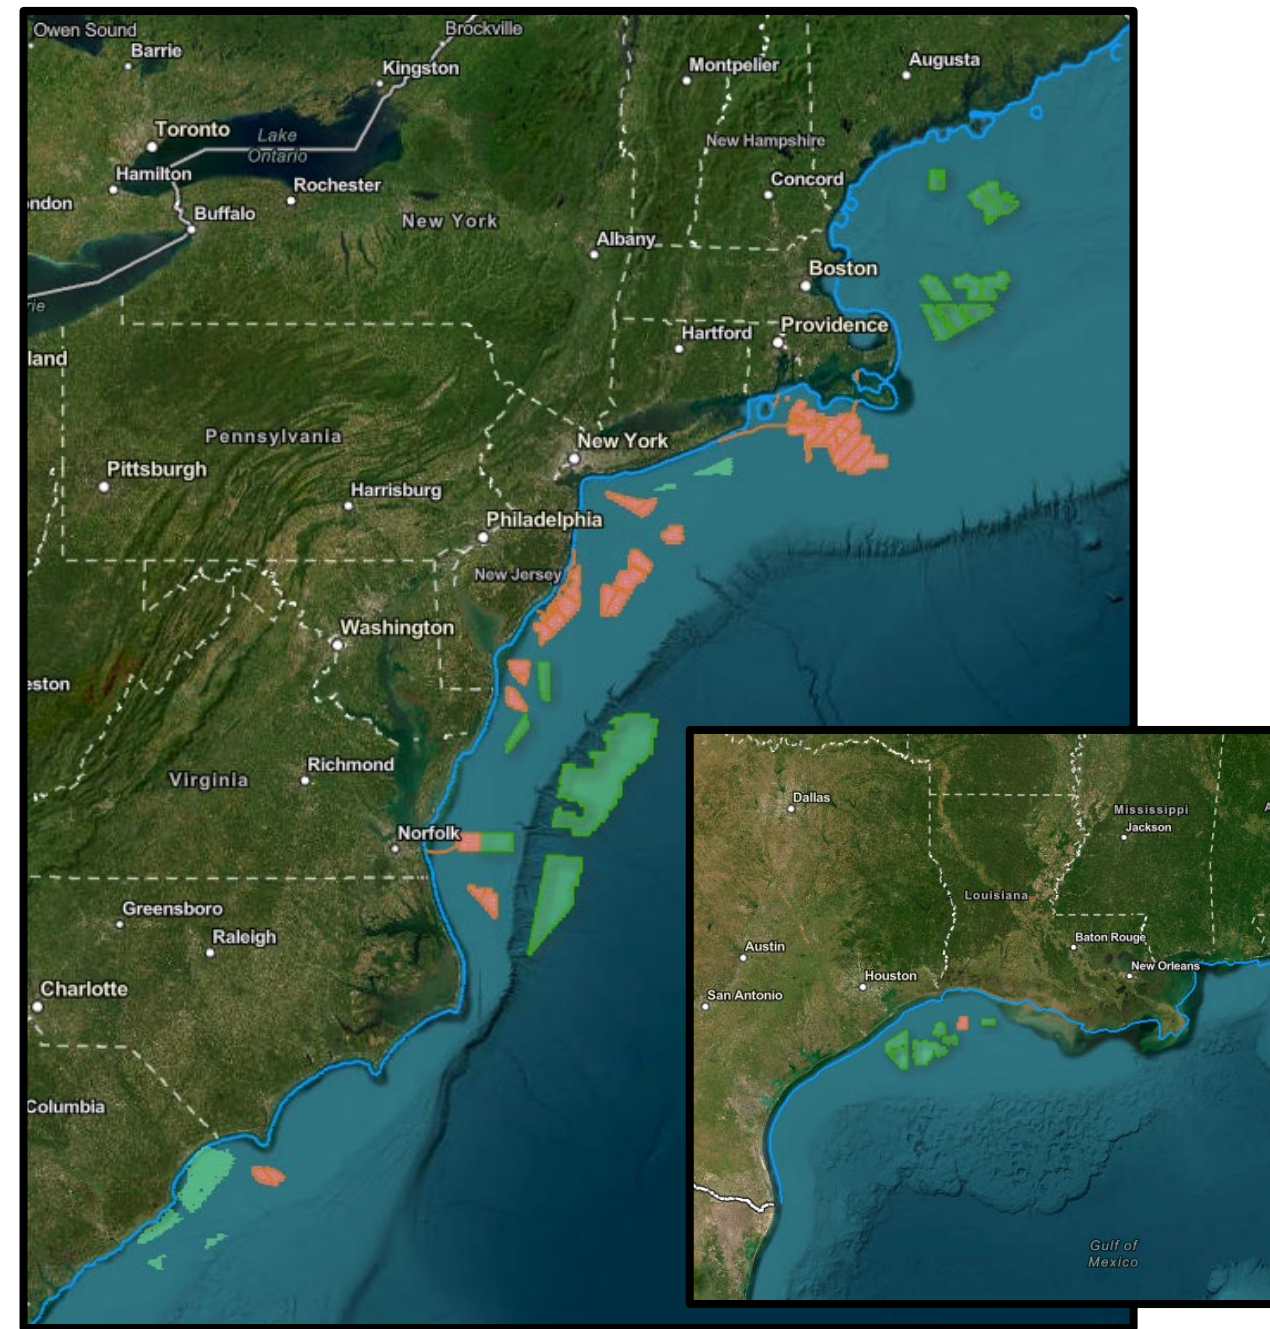 Owen Sound
Brockville
Barrie
Kingston
Montpelier
Augusta
Toronto
Lake
Ontario
New Hampshire
Hamilton
Rochester
Concord
ndon
Buffalo
New York
Albany
Boston
rie
Providence
Hartford
land
Pennsylvania
New York
Pittsburgh
Harrisburg
Philadelphia
New Jersey
Washington
eston
Richmond
Virginia
Norfolk
Greensboro
Raleigh
Charlotte
Columbia
Dallas
Mississippi
Jackson
Louisiana
Austin
Baton Rouge
Houston
New Orleans
San Antonio
Gulf of
Mexico